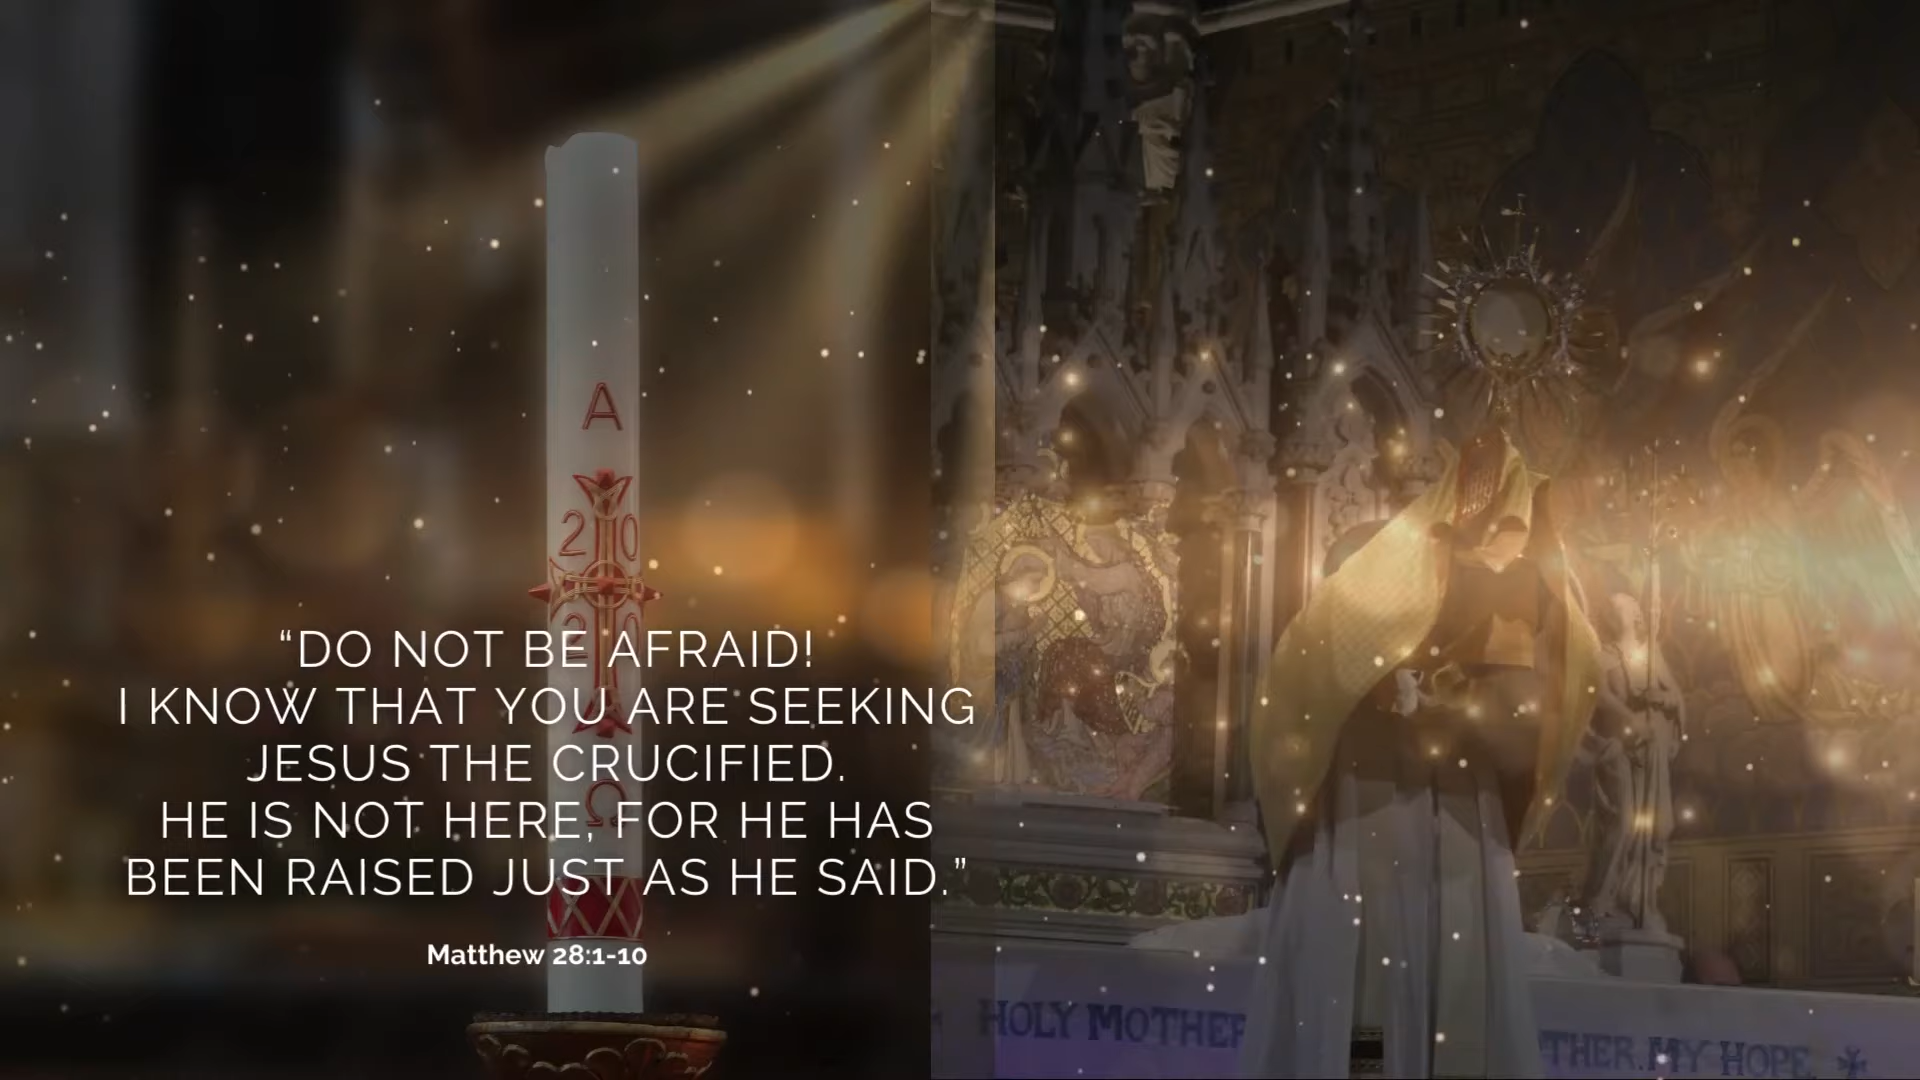 A
2 0
2 0
Ω
“DO NOT BE AFRAID!
I KNOW THAT YOU ARE SEEKING
JESUS THE CRUCIFIED.
HE IS NOT HERE, FOR HE HAS
BEEN RAISED JUST AS HE SAID.”
Matthew 28:1-10
HOLY MOTHER
THER. MY HOPE